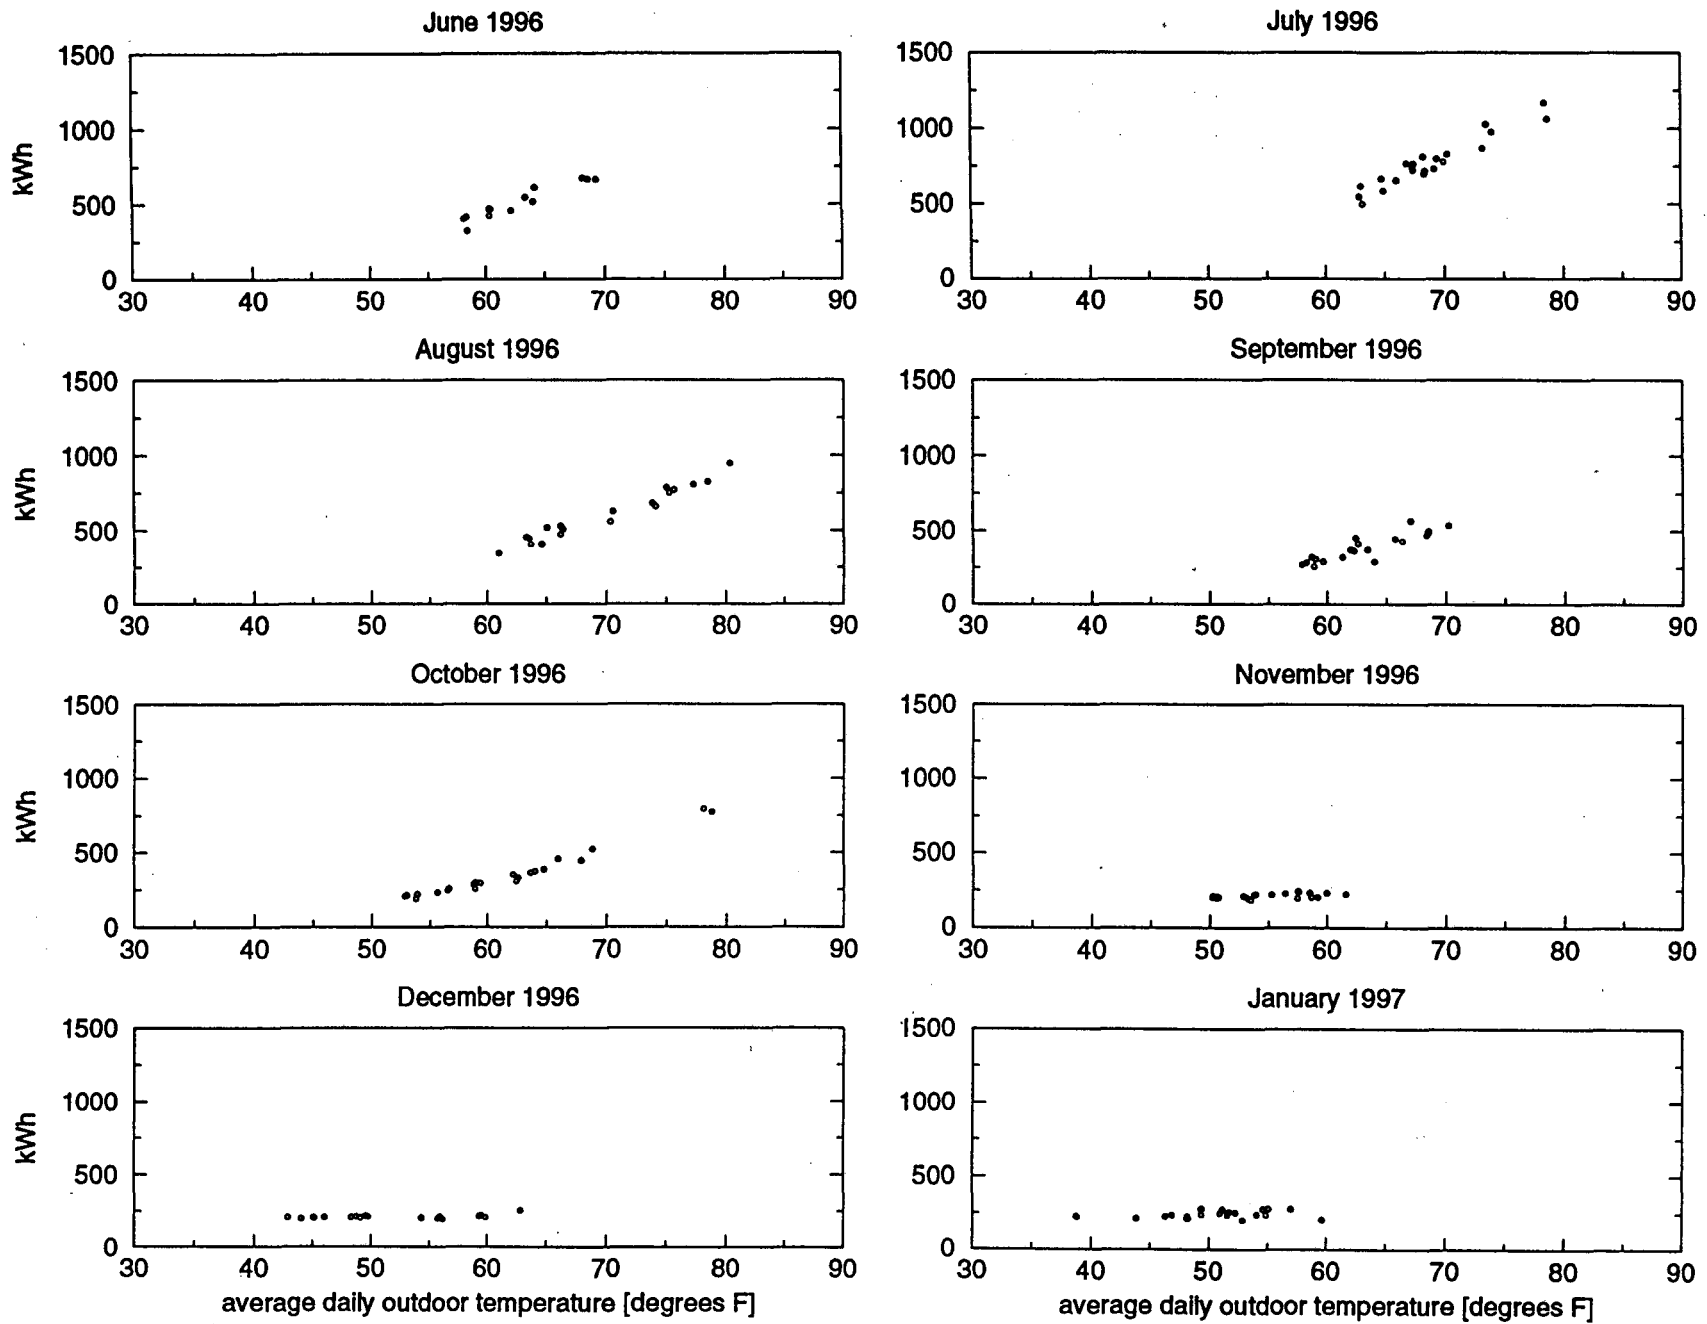 June 1996
July 1996
kWh
1500
1000
500
0
30 40 50 60 70 80 90
1500
1000
500
0
30 40 50 60 70 80 90
August 1996
September 1996
kWh
1500
1000
500
0
30 40 50 60 70 80 90
1500
1000
500
0
30 40 50 60 70 80 90
October 1996
November 1996
kWh
1500
1000
500
0
30 40 50 60 70 80 90
1500
1000
500
0
30 40 50 60 70 80 90
December 1996
January 1997
kWh
1500
1000
500
0
30 40 50 60 70 80 90
average daily outdoor temperature [degrees F]
1500
1000
500
0
30 40 50 60 70 80 90
average daily outdoor temperature [degrees F]